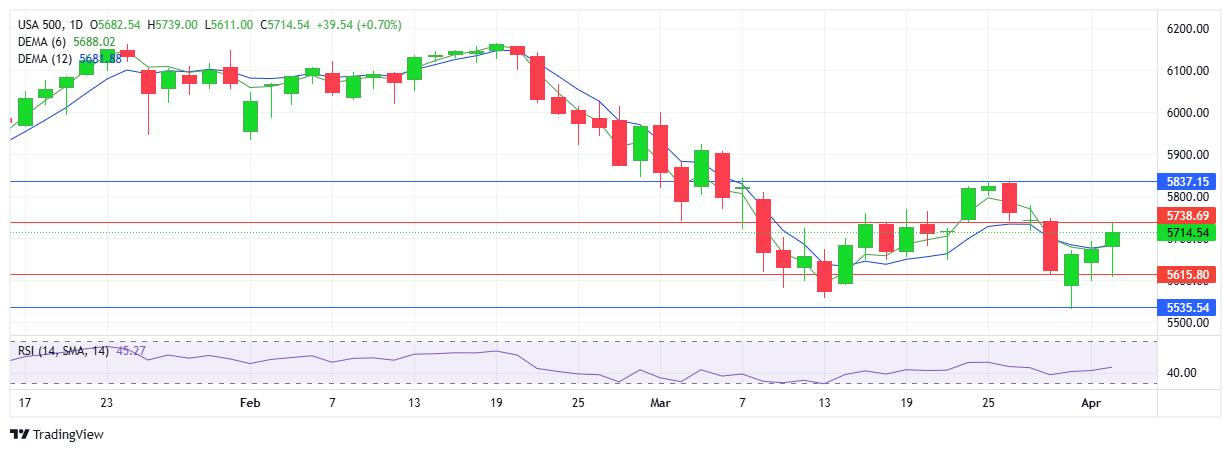 USA 500, 1D O5682.54 H5739.00 L5611.00 C5714.54 +39.54 (+0.70%)
DEMA (6) 5688.02
DEMA (12) 5681.88
6200.00
6100.00
6000.00
5900.00
5837.15
5800.00
5738.69
5714.54
5615.80
5535.54
5500.00
RSI (14, SMA, 14) 45.27
40.00
17 23 Feb 7 13 19 25 Mar 7 13 19 25 Apr
TradingView